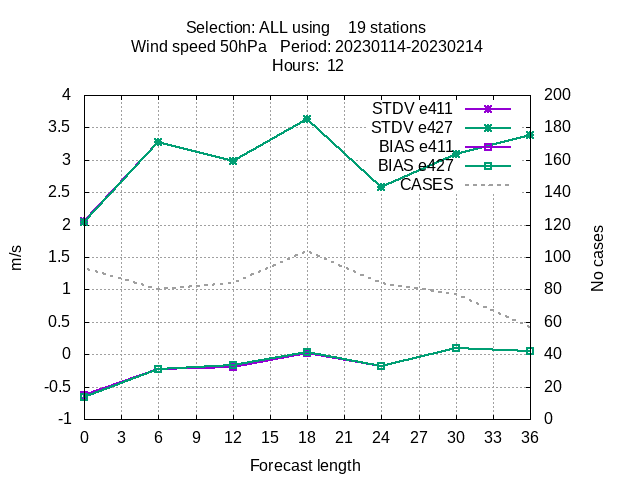 Selection: ALL using    19 stations
Wind speed 50hPa   Period: 20230114-20230214
Hours:  12
STDV e411
STDV e427
BIAS e411
BIAS e427
CASES
4
3.5
3
2.5
2
1.5
1
0.5
0
-0.5
-1
m/s
200
180
160
140
120
100
80
60
40
20
0
No cases
0 3 6 9 12 15 18 21 24 27 30 33 36
Forecast length